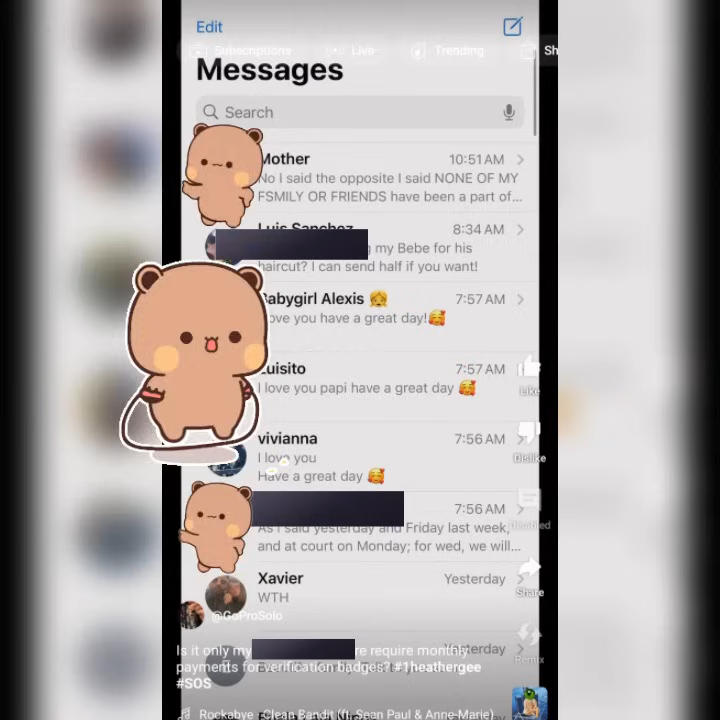 Edit
Subscriptions Live Trending Sh
Messages
Search
Mother 10:51 AM
No I said the opposite I said NONE OF MY
FSMILY OR FRIENDS have been a part of...
Luis Sanchez 8:34 AM
g my Bebe for his
haircut? I can send half if you want!
Babygirl Alexis 👧 7:57 AM
love you have a great day!🥰
Luisito 7:57 AM
I love you papi have a great day 🥰
Like
vivianna 7:56 AM
I love you
Dislike
Have a great day 🥰
7:56 AM
Disabled
As I said yesterday and Friday last week,
and at court on Monday; for wed, we will...
Xavier Yesterday
WTH
Share
@GoProSolo
Is it only my re require monthly
Yesterday
Remix
payments for verification badges? #1heathergee
#SOS
Rockabye Clean Bandit (ft. Sean Paul & Anne-Marie)